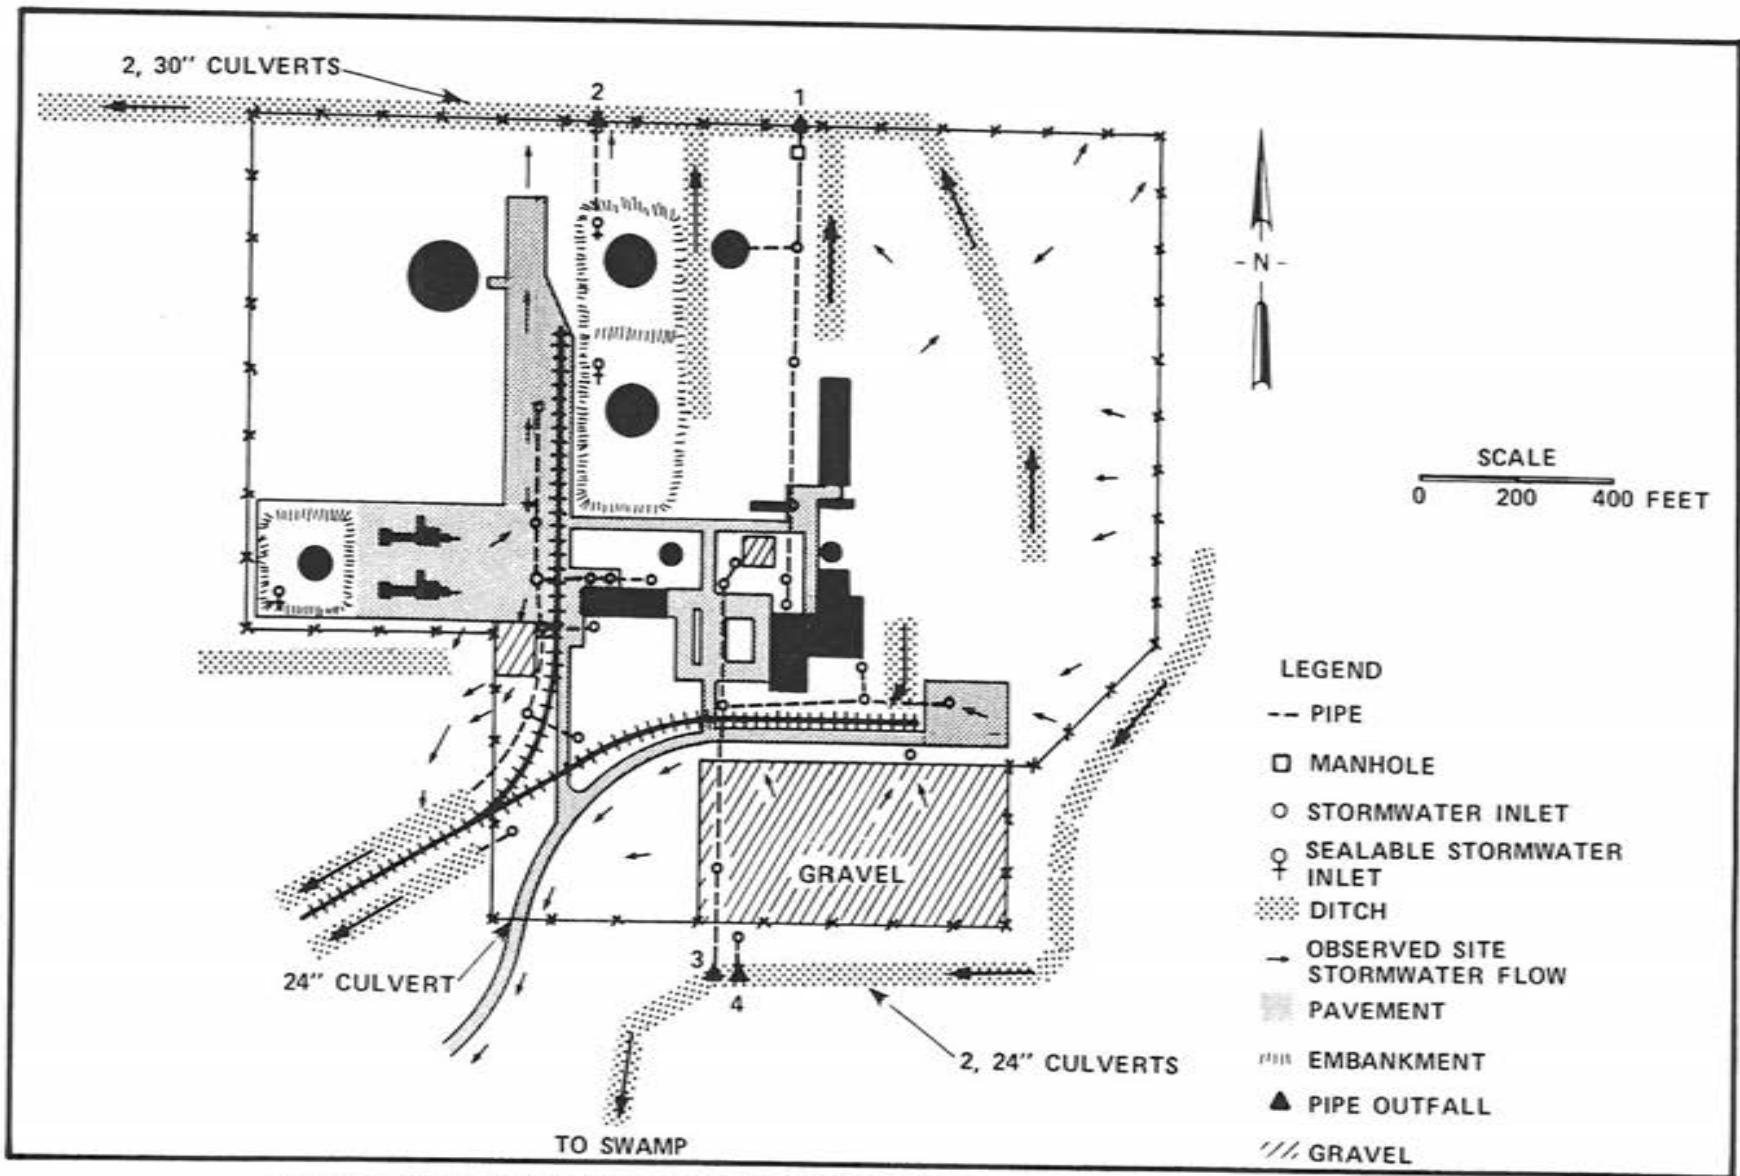 2, 30" CULVERTS
2
1
- N -
SCALE
0 200 400 FEET
LEGEND
PIPE
MANHOLE
STORMWATER INLET
SEALABLE STORMWATER
INLET
DITCH
OBSERVED SITE
STORMWATER FLOW
PAVEMENT
EMBANKMENT
PIPE OUTFALL
GRAVEL
GRAVEL
24" CULVERT
3
4
2, 24" CULVERTS
TO SWAMP